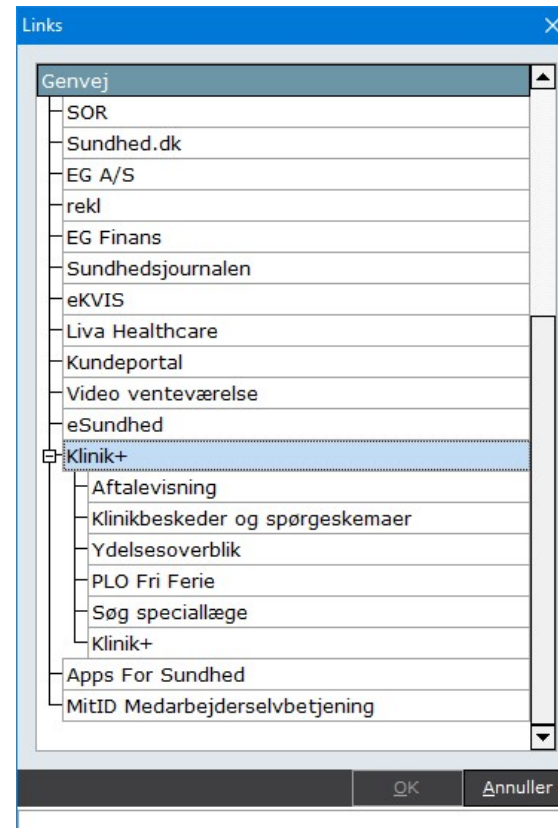 Links
Genvej
SOR
Sundhed.dk
EG A/S
rekl
EG Finans
Sundhedsjournalen
eKVIS
Liva Healthcare
Kundeportal
Video venteværelse
eSundhed
Klinik+
Aftalevisning
Klinikbeskeder og spørgeskemaer
Ydelsesoverblik
PLO Fri Ferie
Søg speciallæge
Klinik+
Apps For Sundhed
MitID Medarbejderselvbetjening
OK Annuller